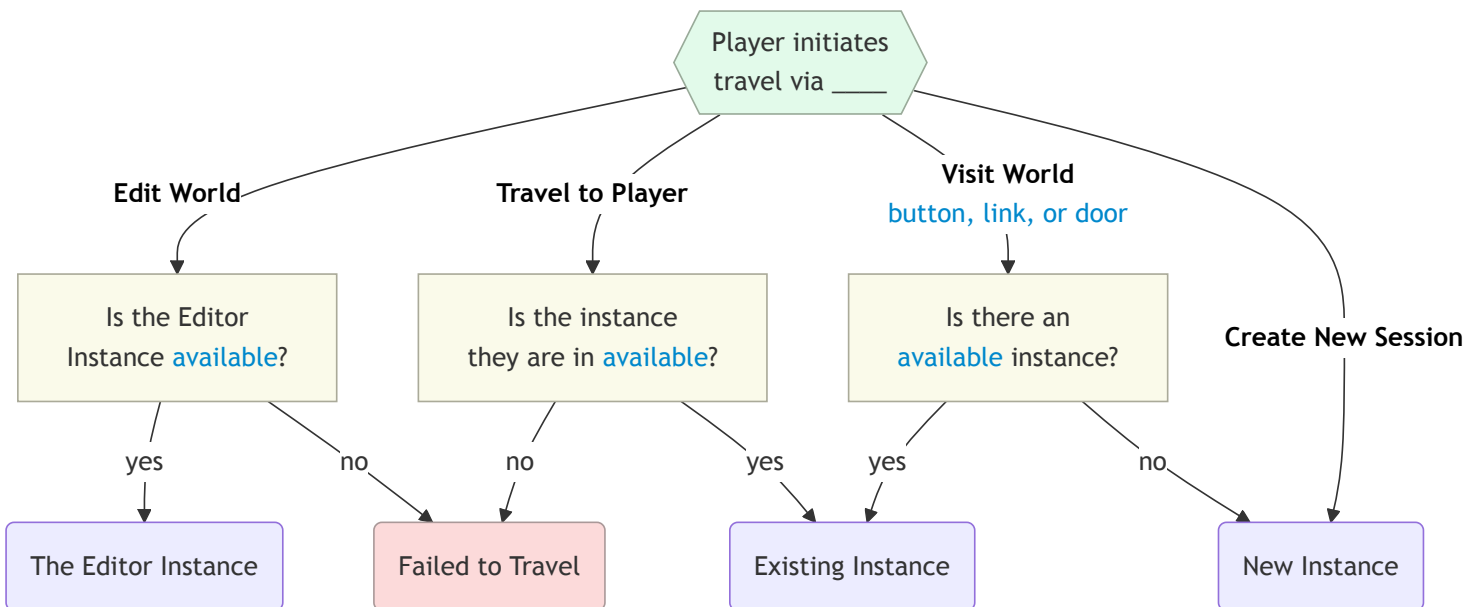 Player initiates
travel via ____
Edit World
Travel to Player
Visit World
button, link, or door
Create New Session
Is the Editor
Instance available?
Is the instance
they are in available?
Is there an
available instance?
yes
no
no
yes
yes
no
The Editor Instance
Failed to Travel
Existing Instance
New Instance